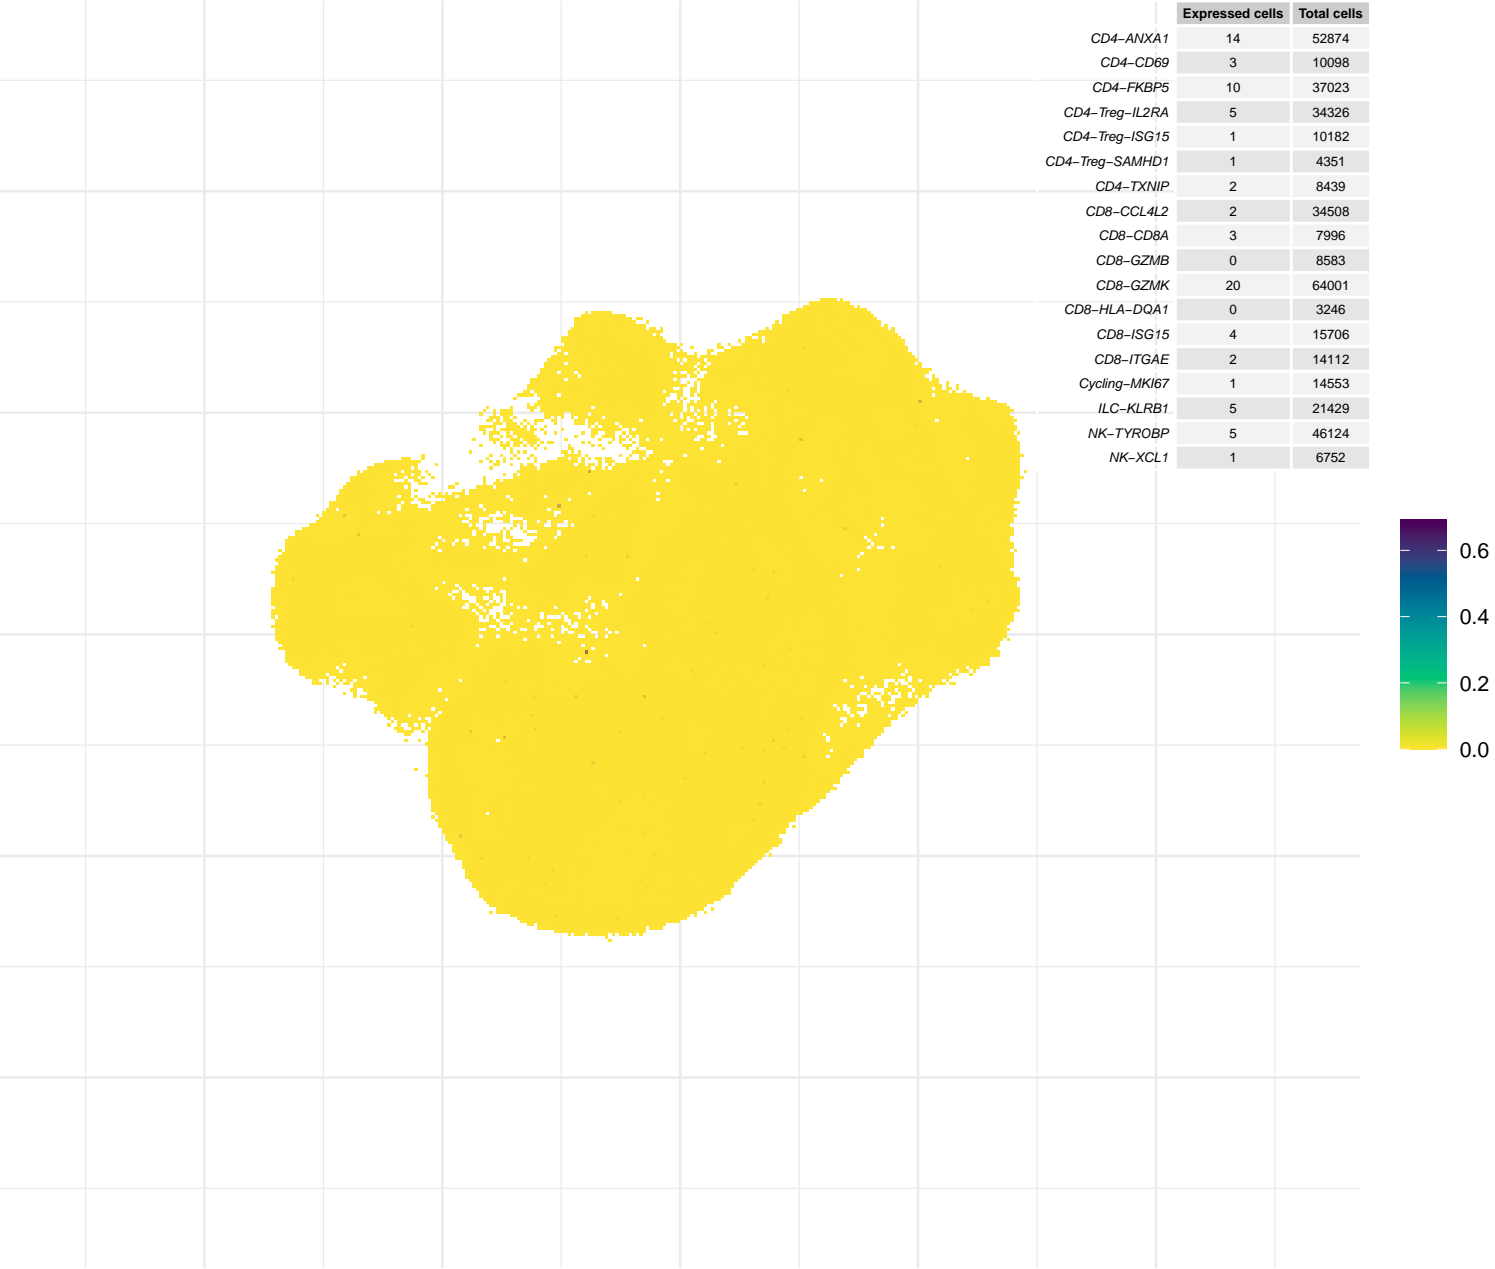 Expressed cells Total cells
CD4−ANXA1 14 52874
CD4−CD69 3 10098
CD4−FKBP5 10 37023
CD4−Treg−IL2RA 5 34326
CD4−Treg−ISG15 1 10182
CD4−Treg−SAMHD1 1 4351
CD4−TXNIP 2 8439
CD8−CCL4L2 2 34508
CD8−CD8A 3 7996
CD8−GZMB 0 8583
CD8−GZMK 20 64001
CD8−HLA−DQA1 0 3246
CD8−ISG15 4 15706
CD8−ITGAE 2 14112
Cycling−MKI67 1 14553
ILC−KLRB1 5 21429
NK−TYROBP 5 46124
NK−XCL1 1 6752
0.6
0.4
0.2
0.0